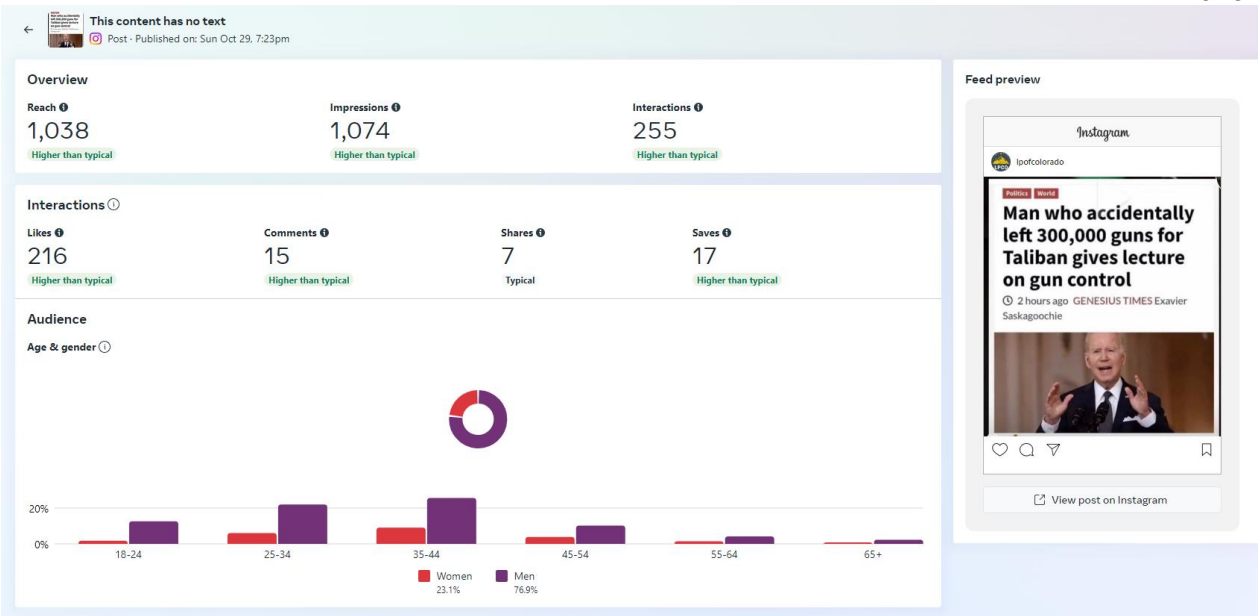 This content has no text
Post · Published on: Sun Oct 29, 7:23pm
Overview
Reach
1,038
Higher than typical
Impressions
1,074
Higher than typical
Interactions
255
Higher than typical
Interactions
Likes
216
Higher than typical
Comments
15
Higher than typical
Shares
7
Typical
Saves
17
Higher than typical
Audience
Age & gender
20%
0%
18-24
25-34
35-44
45-54
55-64
65+
Women
23.1%
Men
76.9%
Feed preview
Instagram
lpofcolorado
Politics World
Man who accidentally
left 300,000 guns for
Taliban gives lecture
on gun control
2 hours ago GENESIUS TIMES Exavier
Saskagoochie
View post on Instagram